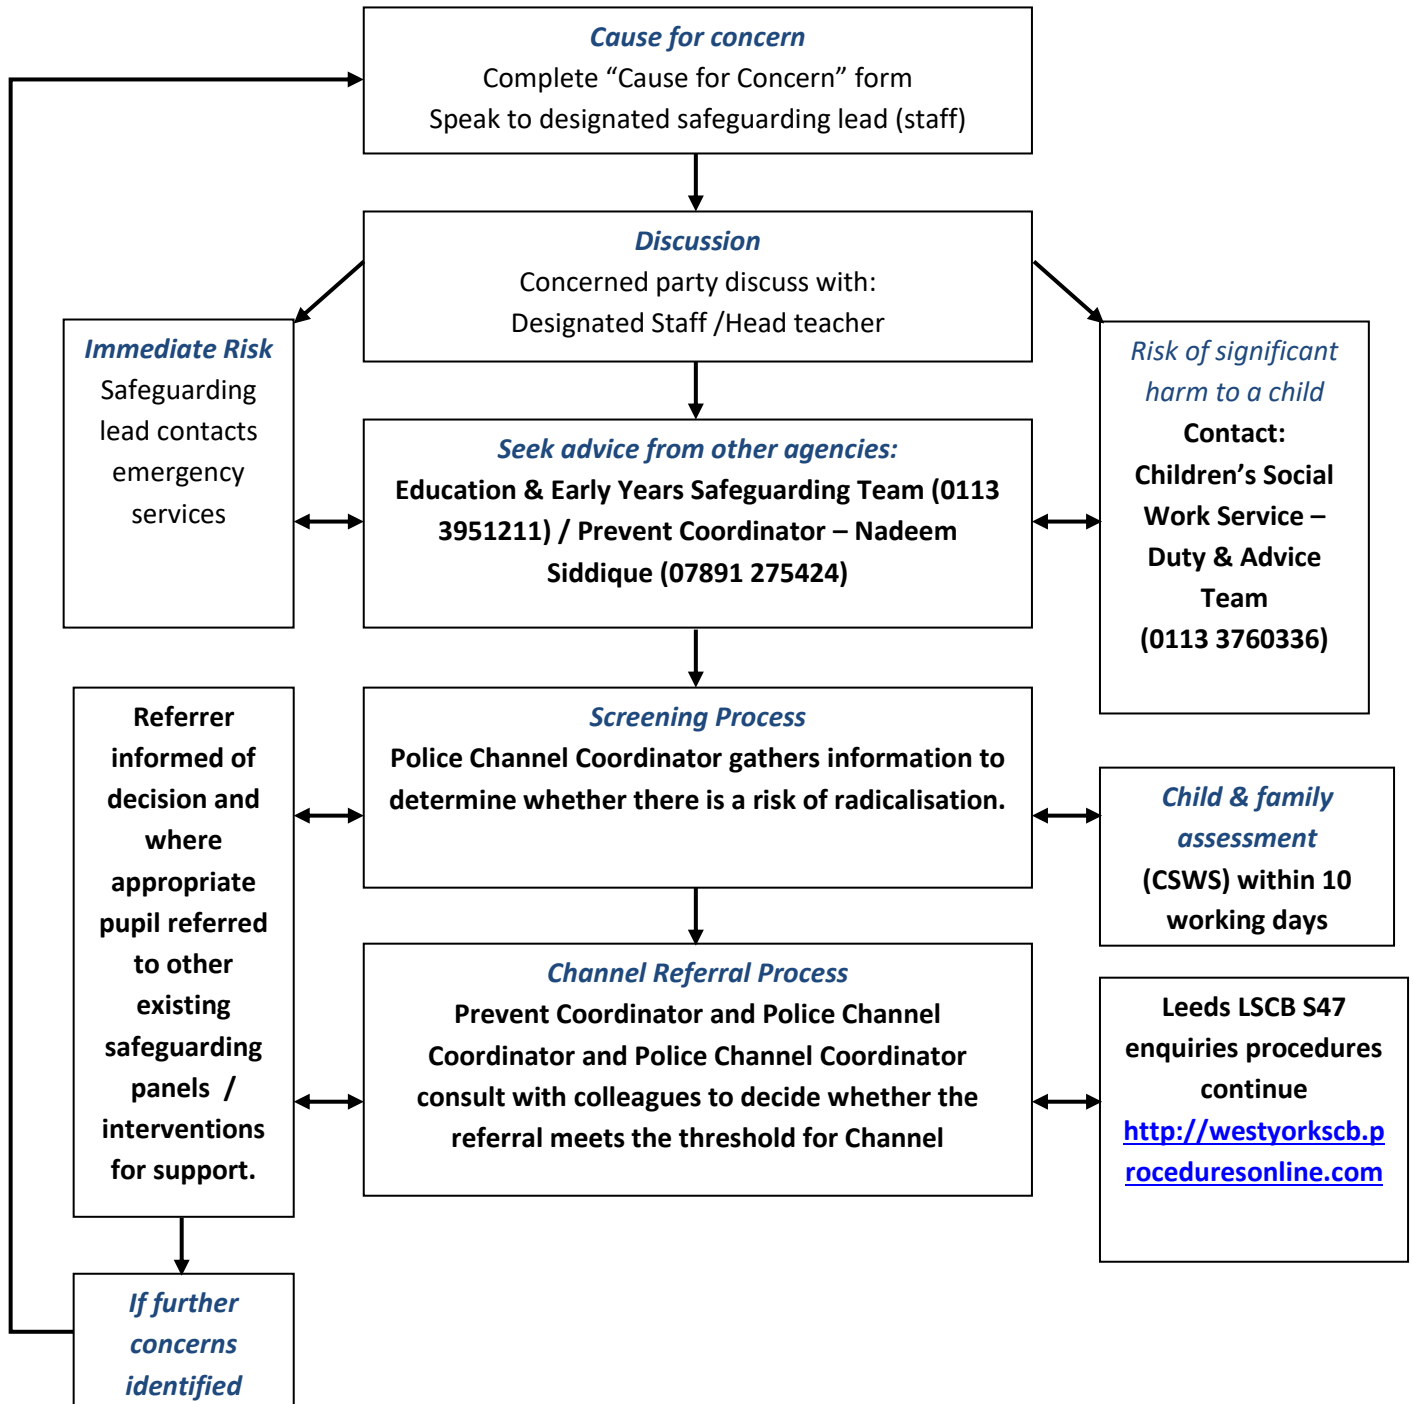 Cause for concern
Complete “Cause for Concern” form
Speak to designated safeguarding lead (staff)
Discussion
Concerned party discuss with:
Designated Staff /Head teacher
Immediate Risk
Safeguarding
lead contacts
emergency
services
Risk of significant
harm to a child
Contact:
Children’s Social
Work Service –
Duty & Advice
Team
(0113 3760336)
Seek advice from other agencies:
Education & Early Years Safeguarding Team (0113
3951211) / Prevent Coordinator – Nadeem
Siddique (07891 275424)
Screening Process
Police Channel Coordinator gathers information to
determine whether there is a risk of radicalisation.
Referrer
informed of
decision and
where
appropriate
pupil referred
to other
existing
safeguarding
panels /
interventions
for support.
Child & family
assessment
(CSWS) within 10
working days
Channel Referral Process
Prevent Coordinator and Police Channel
Coordinator and Police Channel Coordinator
consult with colleagues to decide whether the
referral meets the threshold for Channel
Leeds LSCB S47
enquiries procedures
continue
http://westyorkscb.p
roceduresonline.com
If further
concerns
identified